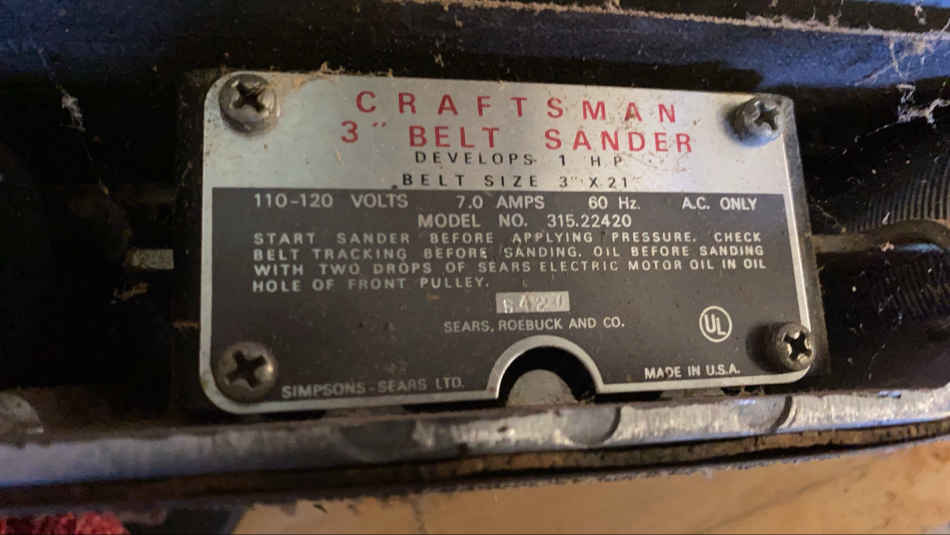 CRAFTSMAN
3" BELT SANDER
DEVELOPS 1 H.P.
BELT SIZE 3" X 21"
110-120 VOLTS 7.0 AMPS 60 Hz. A.C. ONLY
MODEL NO. 315.22420
START SANDER BEFORE APPLYING PRESSURE. CHECK
BELT TRACKING BEFORE SANDING. OIL BEFORE SANDING
WITH TWO DROPS OF SEARS ELECTRIC MOTOR OIL IN OIL
HOLE OF FRONT PULLEY.
SEARS, ROEBUCK AND CO.
UL
MADE IN U.S.A.
SIMPSONS-SEARS LTD.